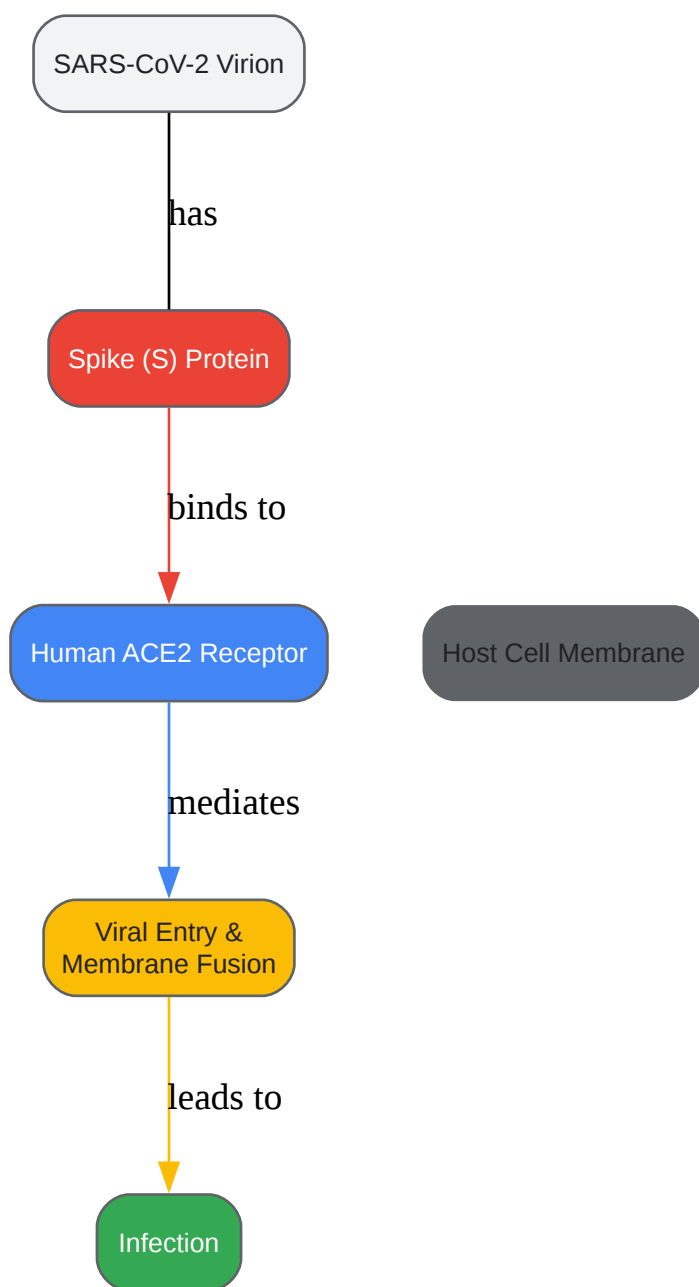 SARS-CoV-2 Virion
has
Spike (S) Protein
binds to
Human ACE2 Receptor
Host Cell Membrane
mediates
Viral Entry &
Membrane Fusion
leads to
Infection